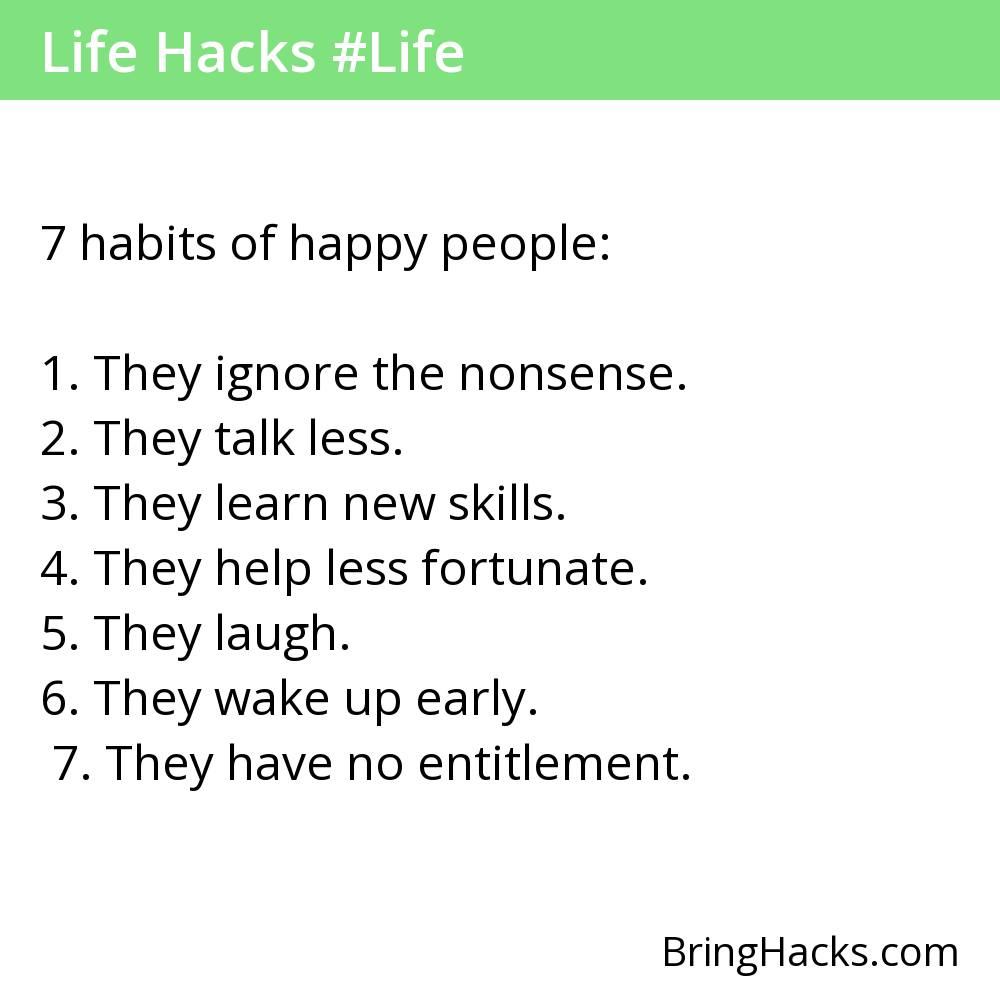 Life Hacks #Life
7 habits of happy people:
1. They ignore the nonsense.
2. They talk less.
3. They learn new skills.
4. They help less fortunate.
5. They laugh.
6. They wake up early.
7. They have no entitlement.
BringHacks.com